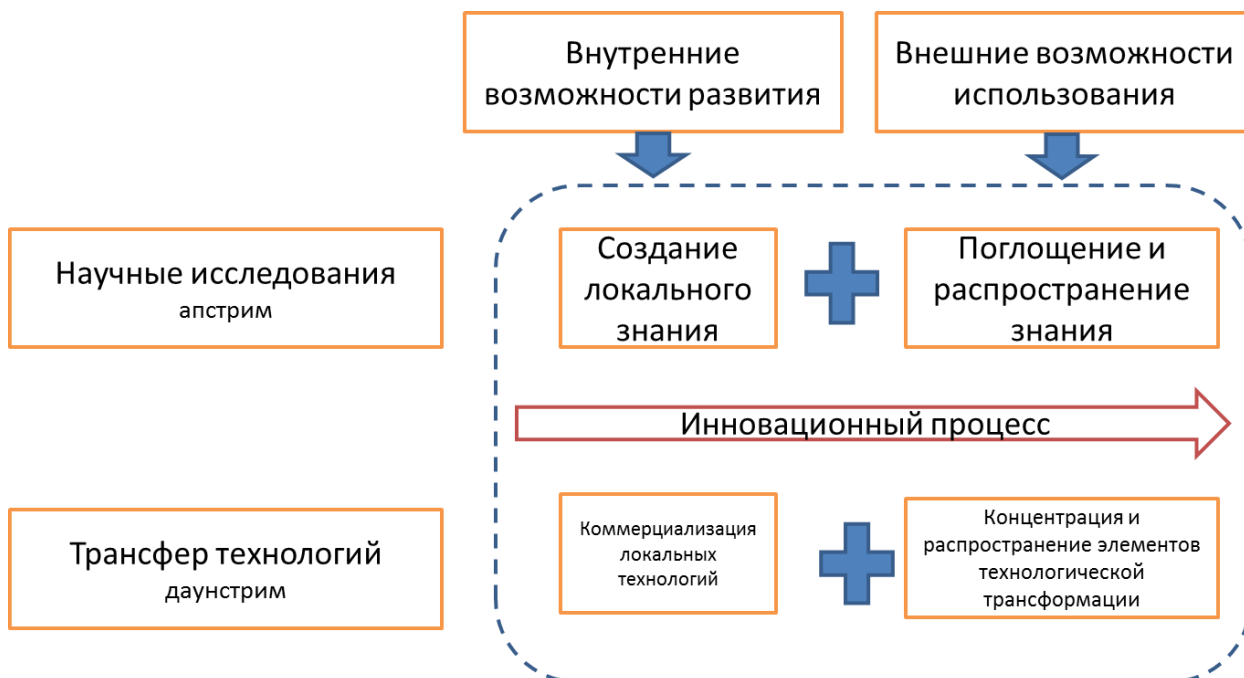 Внутренние
возможности развития
Внешние возможности
использования
Научные исследования
апстрим
Создание
локального
знания
Поглощение и
распространение
знания
Инновационный процесс
Трансфер технологий
даунстрим
Коммерциализация
локальных
технологий
Концентрация и
распространение элементов
технологической
трансформации